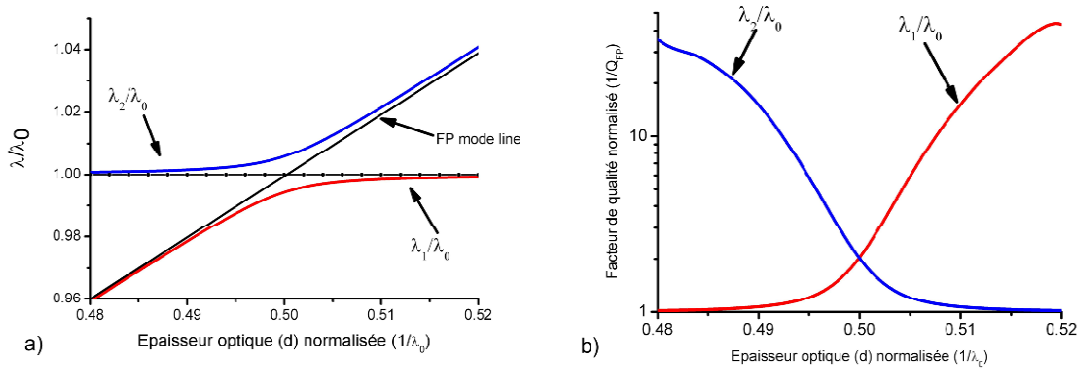 λ/λ0
1.04
1.02
1.00
0.98
0.96
λ2/λ0
FP mode line
λ1/λ0
0.48
0.49
0.50
0.51
0.52
Epaisseur optique (d) normalisée (1/λ0)
a)
Facteur de qualité normalisé (1/QFP)
10
1
λ2/λ0
λ1/λ0
0.48
0.49
0.50
0.51
0.52
Epaisseur optique (d) normalisée (1/λ0)
b)